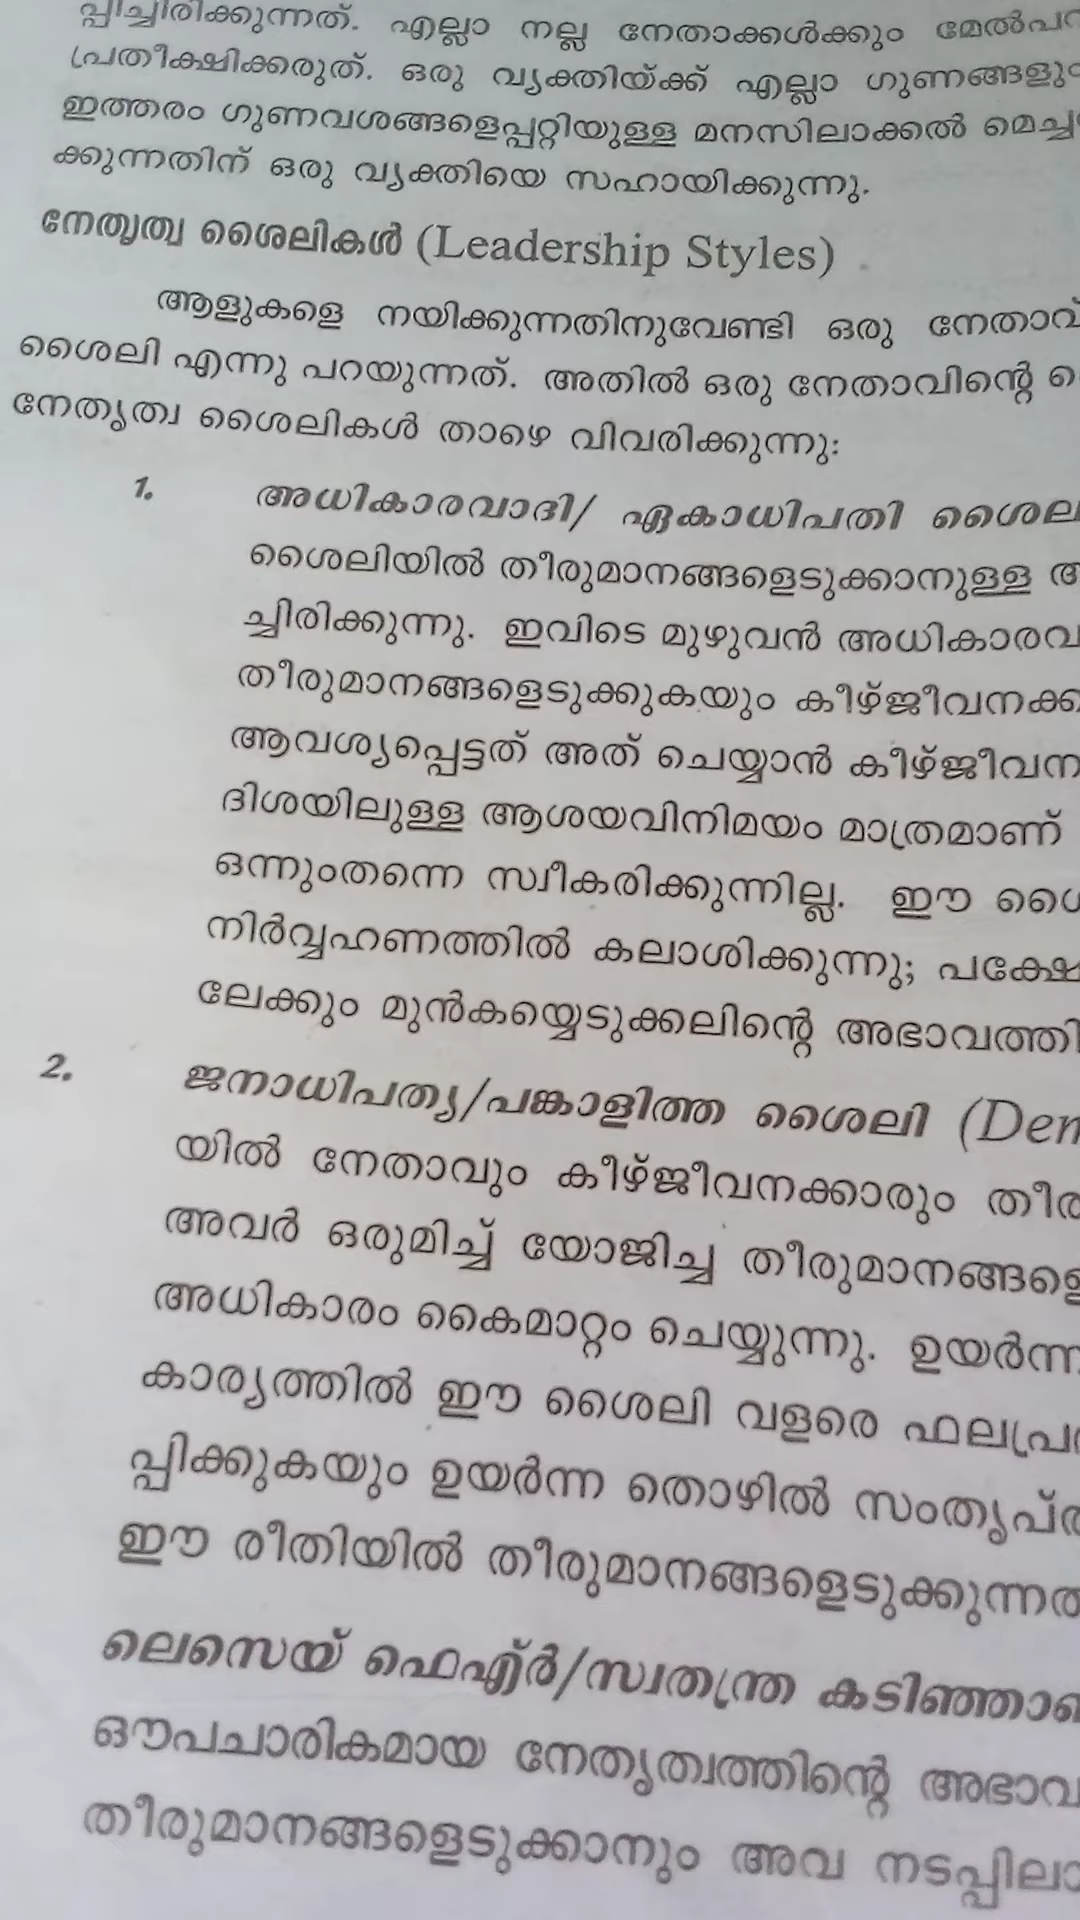 പ്പിച്ചിരിക്കുന്നത്. എല്ലാ നല്ല നേതാക്കൾക്കും
പ്രതീക്ഷിക്കരുത്. ഒരു വ്യക്തിയ്ക്ക് എല്ലാ ഗുണങ്ങളും
ഇത്തരം ഗുണവശങ്ങളെപ്പറ്റിയുള്ള മനസിലാക്കൽ
ക്കുന്നതിന് ഒരു വ്യക്തിയെ സഹായിക്കുന്നു.
നേതൃത്വ ശൈലികൾ (Leadership Styles)
ആളുകളെ നയിക്കുന്നതിനുവേണ്ടി ഒരു നേതാവ്
ശൈലി എന്നു പറയുന്നത്. അതിൽ ഒരു നേതാവിന്റെ
നേതൃത്വ ശൈലികൾ താഴെ വിവരിക്കുന്നു:
1. അധികാരവാദി/ ഏകാധിപതി ശൈല
ശൈലിയിൽ തീരുമാനങ്ങളെടുക്കാനുള്ള
ച്ചിരിക്കുന്നു. ഇവിടെ മുഴുവൻ അധികാരവ
തീരുമാനങ്ങളെടുക്കുകയും കീഴ്ജീവനക്ക
ആവശ്യപ്പെട്ടത് അത് ചെയ്യാൻ കീഴ്ജീവന
ദിശയിലുള്ള ആശയവിനിമയം മാത്രമാണ്
ഒന്നുംതന്നെ സ്വീകരിക്കുന്നില്ല. ഈ
നിർവ്വഹണത്തിൽ കലാശിക്കുന്നു; പക്ഷേ
ലേക്കും മുൻകയ്യെടുക്കലിന്റെ അഭാവത്തി
2. ജനാധിപത്യ/പങ്കാളിത്ത ശൈലി (Dem
യിൽ നേതാവും കീഴ്ജീവനക്കാരും തീര
അവർ ഒരുമിച്ച് യോജിച്ച തീരുമാനങ്ങളെ
അധികാരം കൈമാറ്റം ചെയ്യുന്നു. ഉയർന്ന
കാര്യത്തിൽ ഈ ശൈലി വളരെ ഫലപ്ര
പ്പിക്കുകയും ഉയർന്ന തൊഴിൽ സംതൃപ്ത
ഈ രീതിയിൽ തീരുമാനങ്ങളെടുക്കുന്നത
ലെസെയ് ഫെഎ്ർ/സ്വതന്ത്ര കടിഞ്ഞാ
ഔപചാരികമായ നേതൃത്വത്തിന്റെ അഭാവ
തീരുമാനങ്ങളെടുക്കാനും അവ നടപ്പിലാ